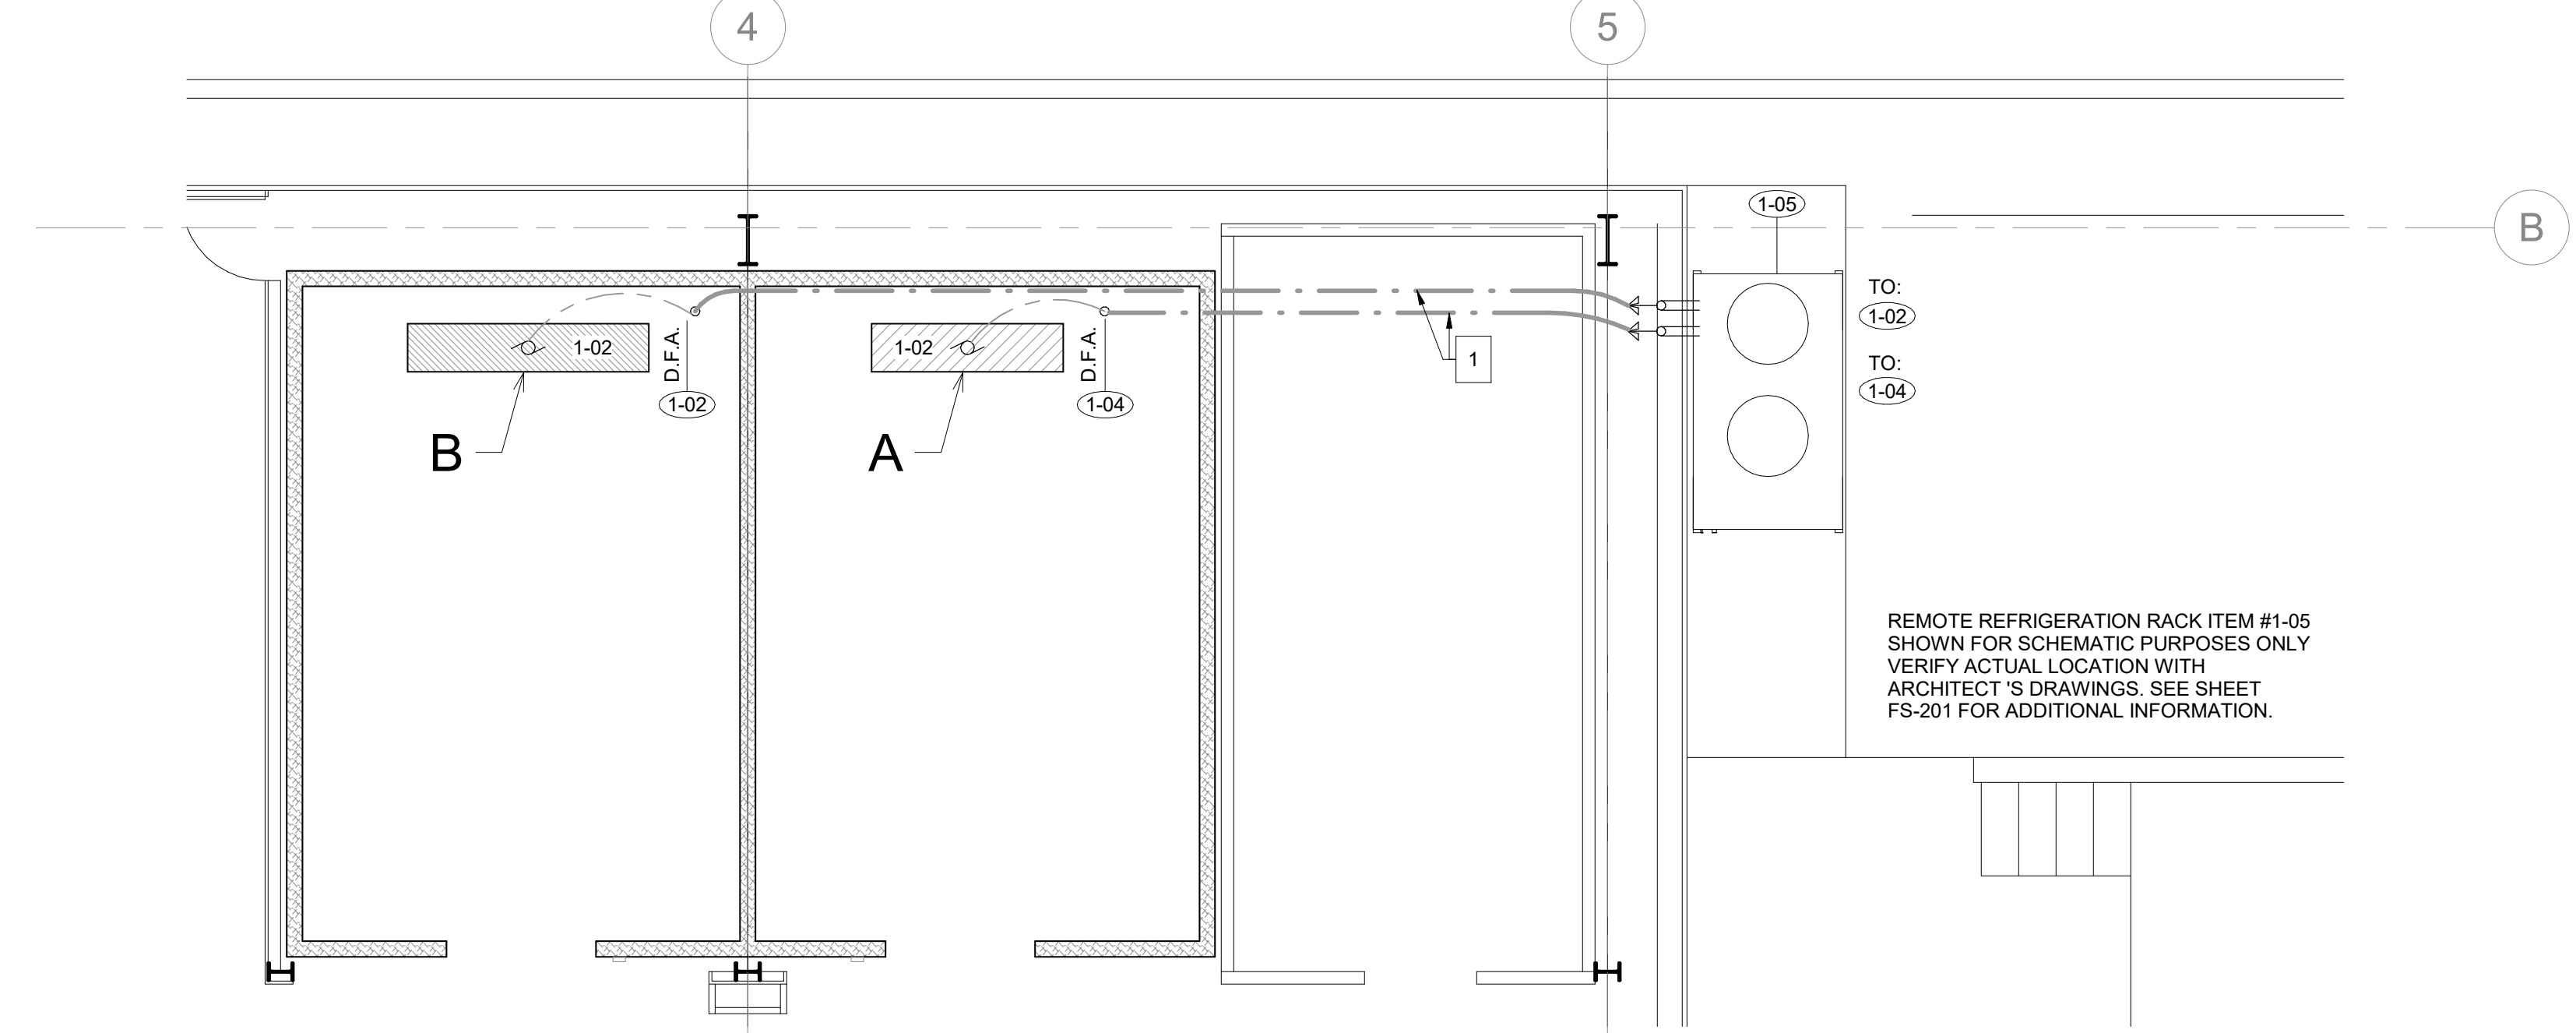 4
5
B
1-05
TO:
1-02
TO:
1-04
1-02
D.F.A.
1-02
B
1-02
D.F.A.
1-04
A
1
REMOTE REFRIGERATION RACK ITEM #1-05
SHOWN FOR SCHEMATIC PURPOSES ONLY
VERIFY ACTUAL LOCATION WITH
ARCHITECT 'S DRAWINGS. SEE SHEET
FS-201 FOR ADDITIONAL INFORMATION.